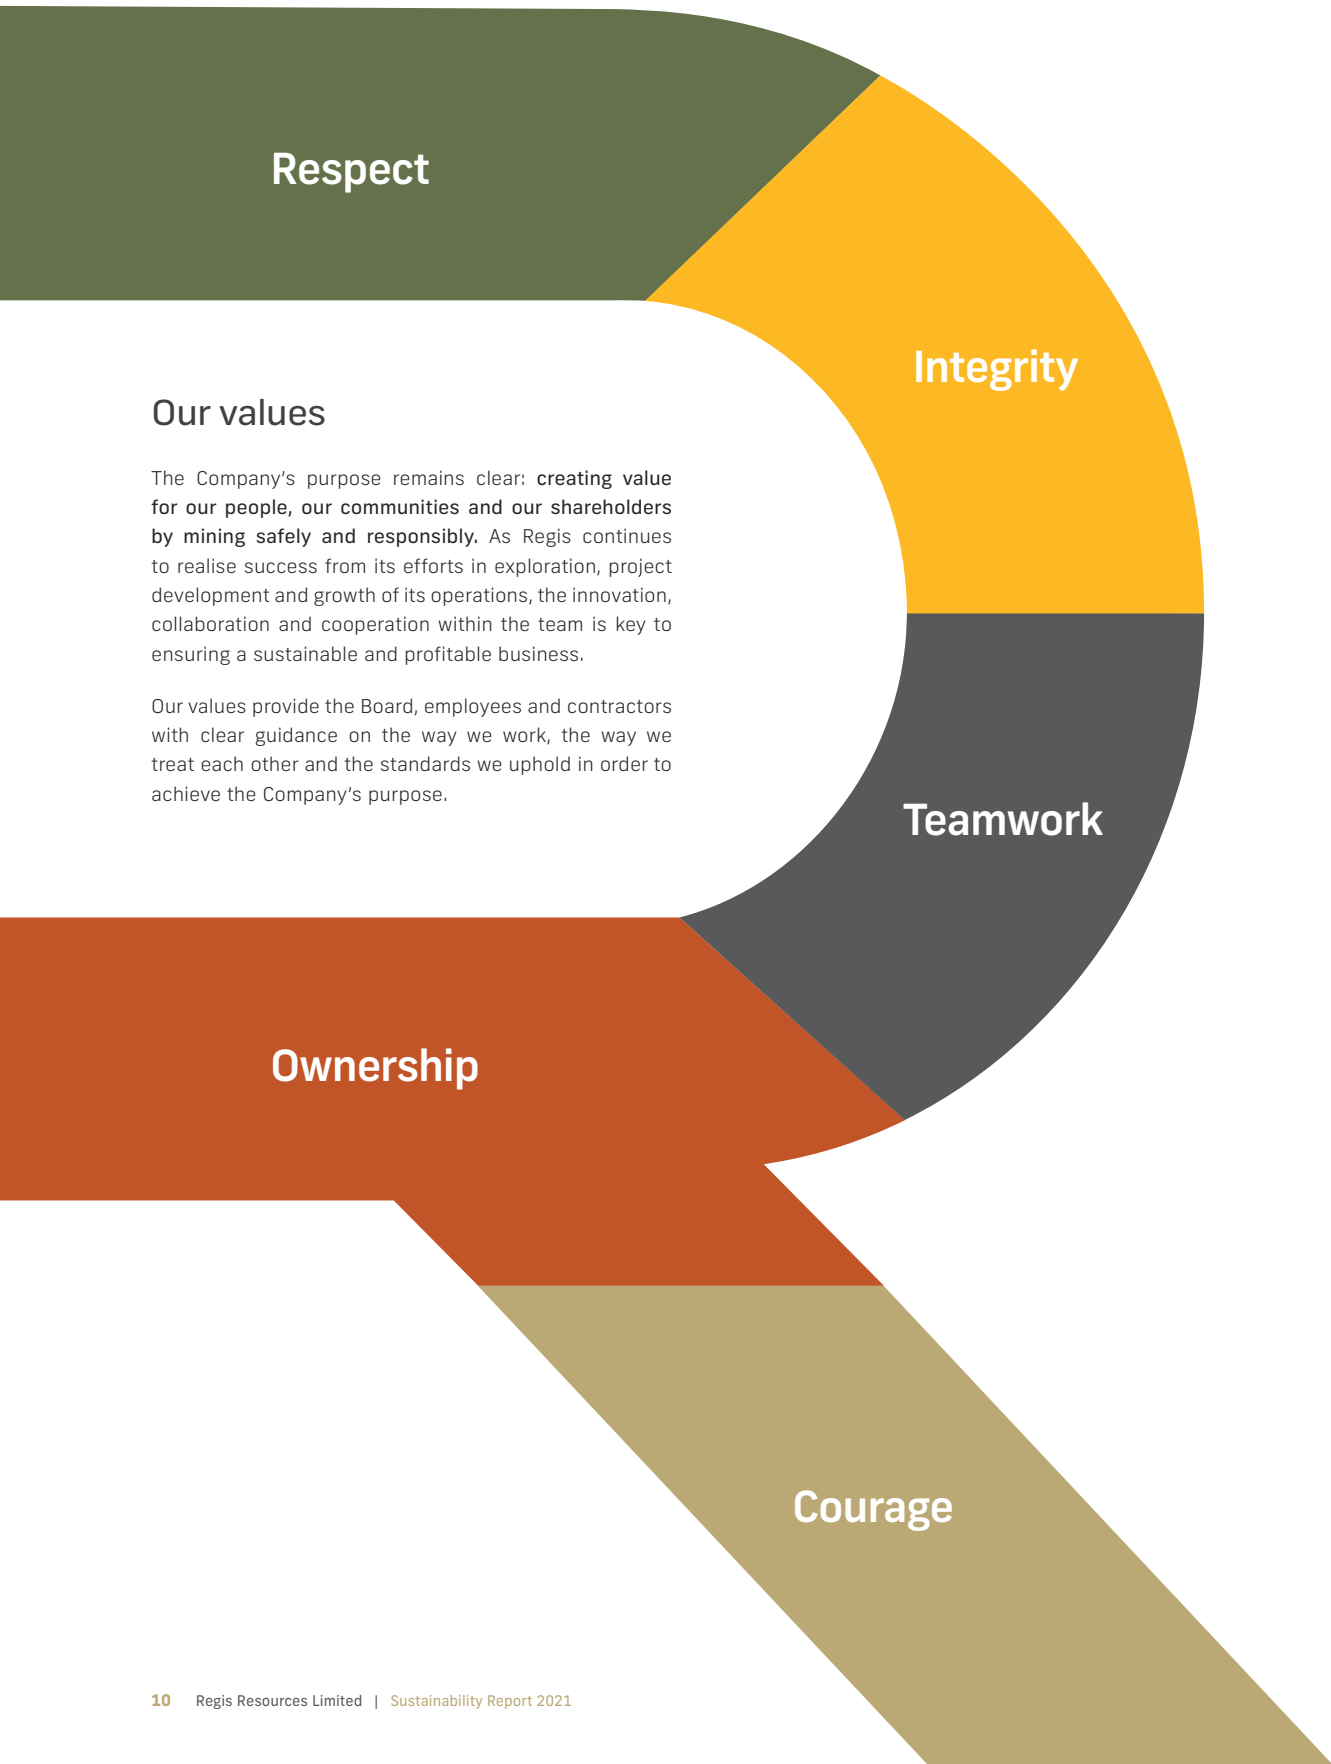 Respect
Integrity
Our values
The Company's purpose remains clear: creating value
for our people, our communities and our shareholders
by mining safely and responsibly. As Regis continues
to realise success from its efforts in exploration, project
development and growth of its operations, the innovation,
collaboration and cooperation within the team is key to
ensuring a sustainable and profitable business.
Our values provide the Board, employees and contractors
with clear guidance on the way we work, the way we
treat each other and the standards we uphold in order to
achieve the Company's purpose.
Teamwork
Ownership
Courage
10 Regis Resources Limited | Sustainability Report 2021